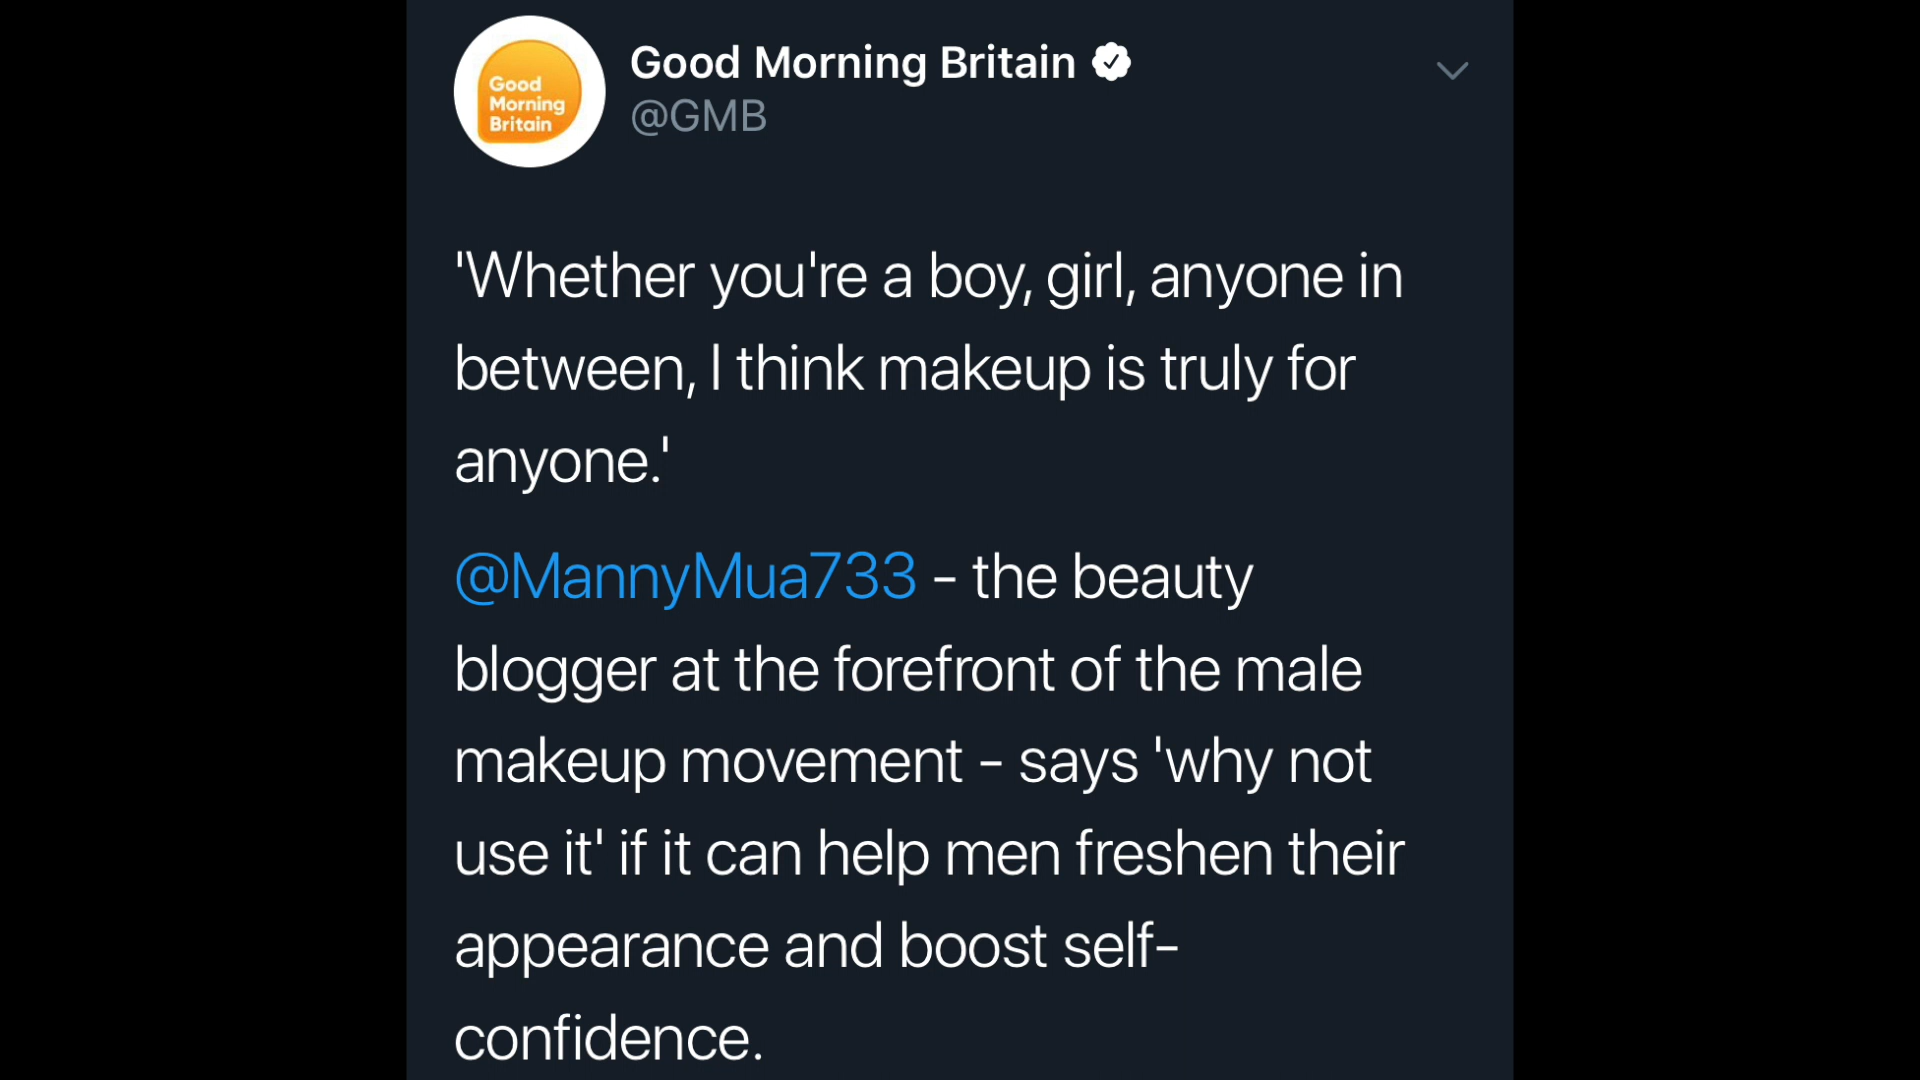 Good
Morning
Britain
Good Morning Britain
@GMB
'Whether you're a boy, girl, anyone in
between, I think makeup is truly for
anyone.'
@MannyMua733 - the beauty
blogger at the forefront of the male
makeup movement - says 'why not
use it' if it can help men freshen their
appearance and boost self-
confidence.